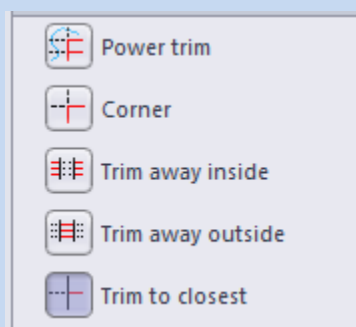 Power trim
Corner
Trim away inside
Trim away outside
Trim to closest